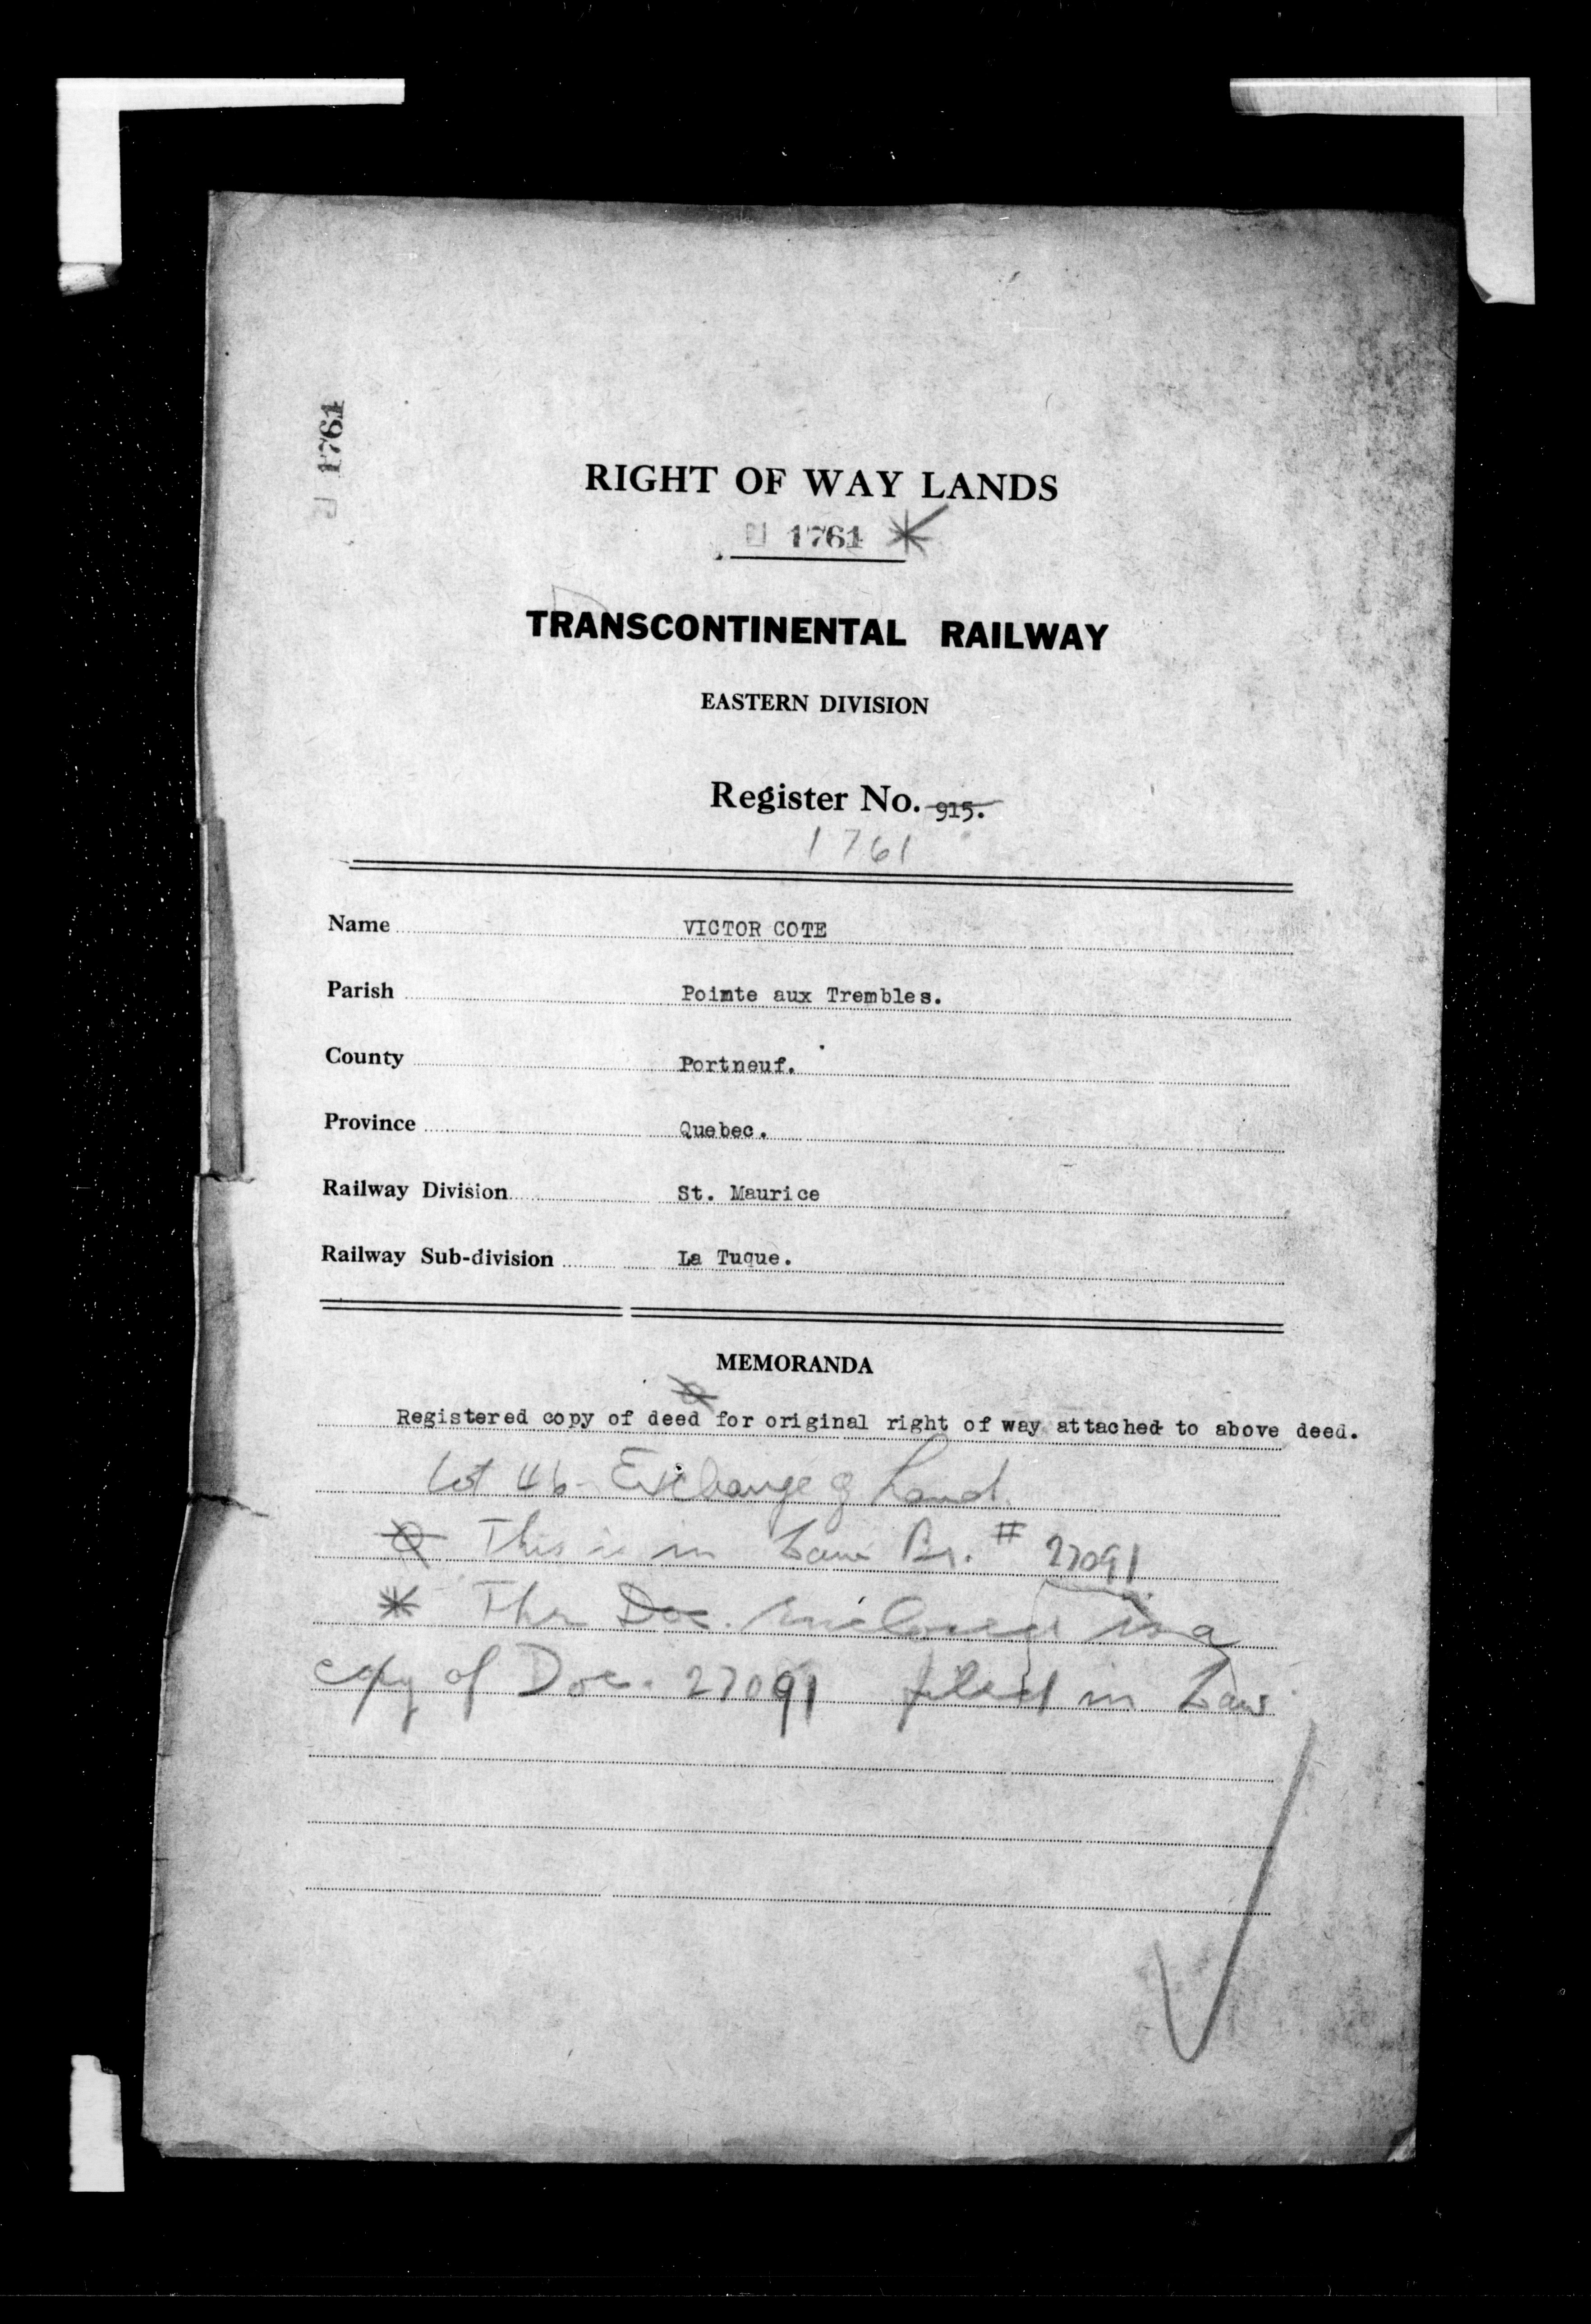 1761
RIGHT OF WAY LANDS
1761 *
TRANSCONTINENTAL RAILWAY
EASTERN DIVISION
Register No. 915.
1761
Name VICTOR COTE
Parish Pointe aux Trembles.
County Portneuf.
Province Quebec.
Railway Division St. Maurice
Railway Sub-division La Tuque.
MEMORANDA
Registered copy of deed for original right of way attached to above deed.
Lot 46 - Exchange of Land
This is in Law Br. # 27091
* The Doc. enclosed is a
copy of Doc. 27091 filed in Law